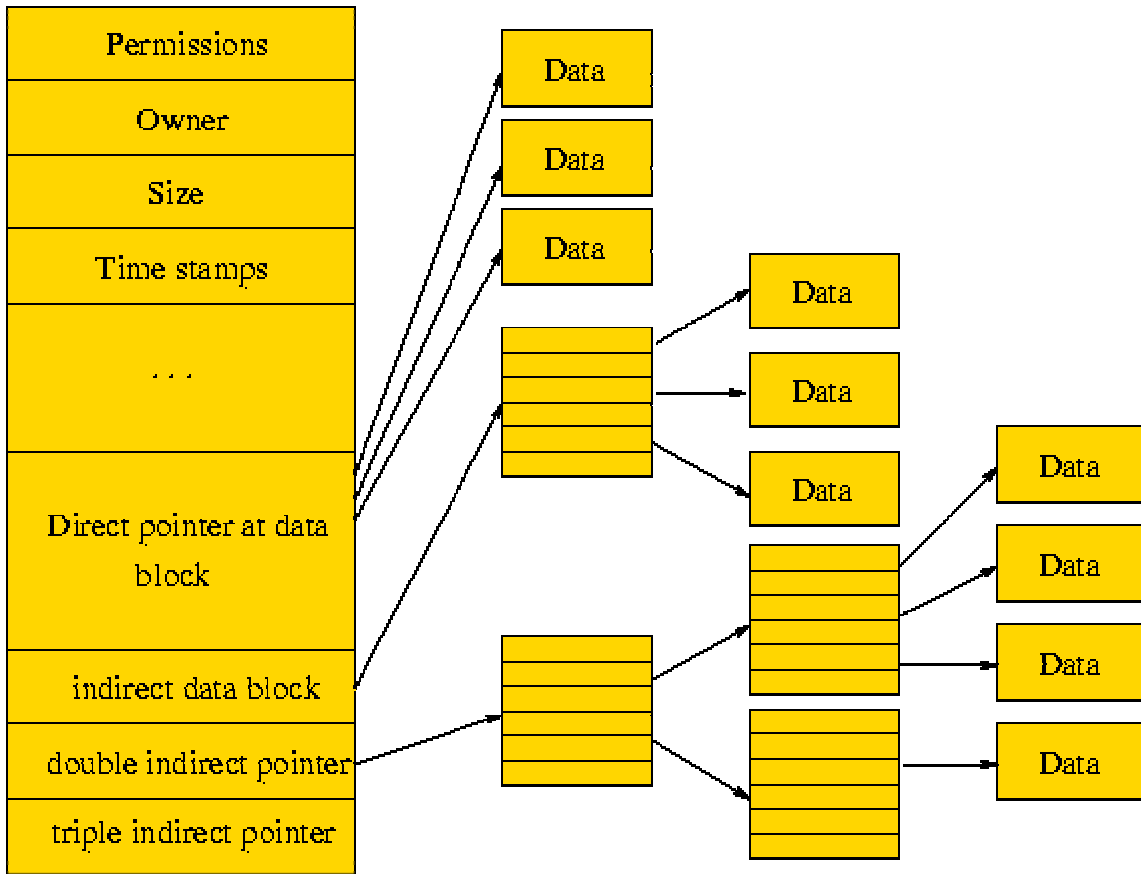 Permissions
Owner
Size
Time stamps
. . .
Direct pointer at data
block
indirect data block
double indirect pointer
triple indirect pointer
Data
Data
Data
Data
Data
Data
Data
Data
Data
Data